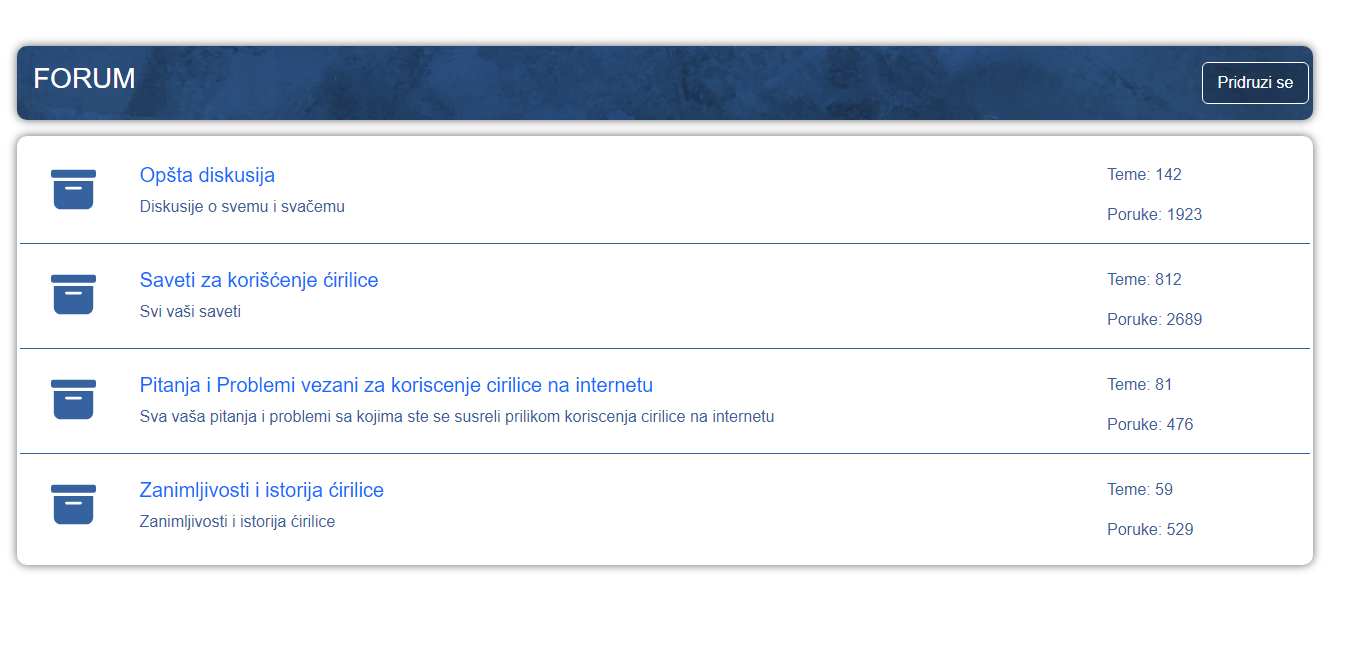 FORUM
Pridruzi se
Opšta diskusija
Diskusije o svemu i svačemu
Teme: 142
Poruke: 1923
Saveti za korišćenje ćirilice
Svi vaši saveti
Teme: 812
Poruke: 2689
Pitanja i Problemi vezani za koriscenje cirilice na internetu
Sva vaša pitanja i problemi sa kojima ste se susreli prilikom koriscenja cirilice na internetu
Teme: 81
Poruke: 476
Zanimljivosti i istorija ćirilice
Zanimljivosti i istorija ćirilice
Teme: 59
Poruke: 529